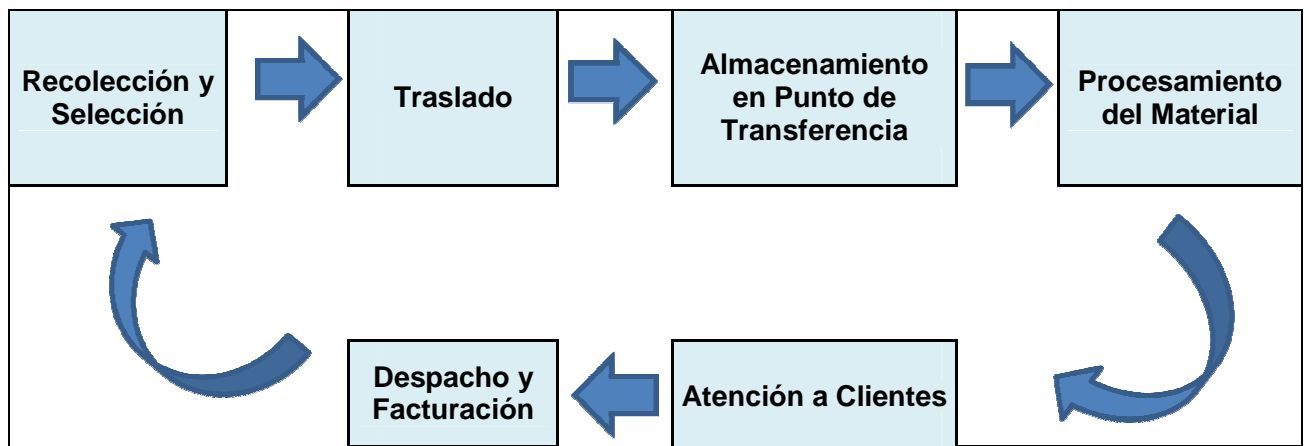 Recolección y
Selección
Traslado
Almacenamiento
en Punto de
Transferencia
Procesamiento
del Material
Despacho y
Facturación
Atención a Clientes